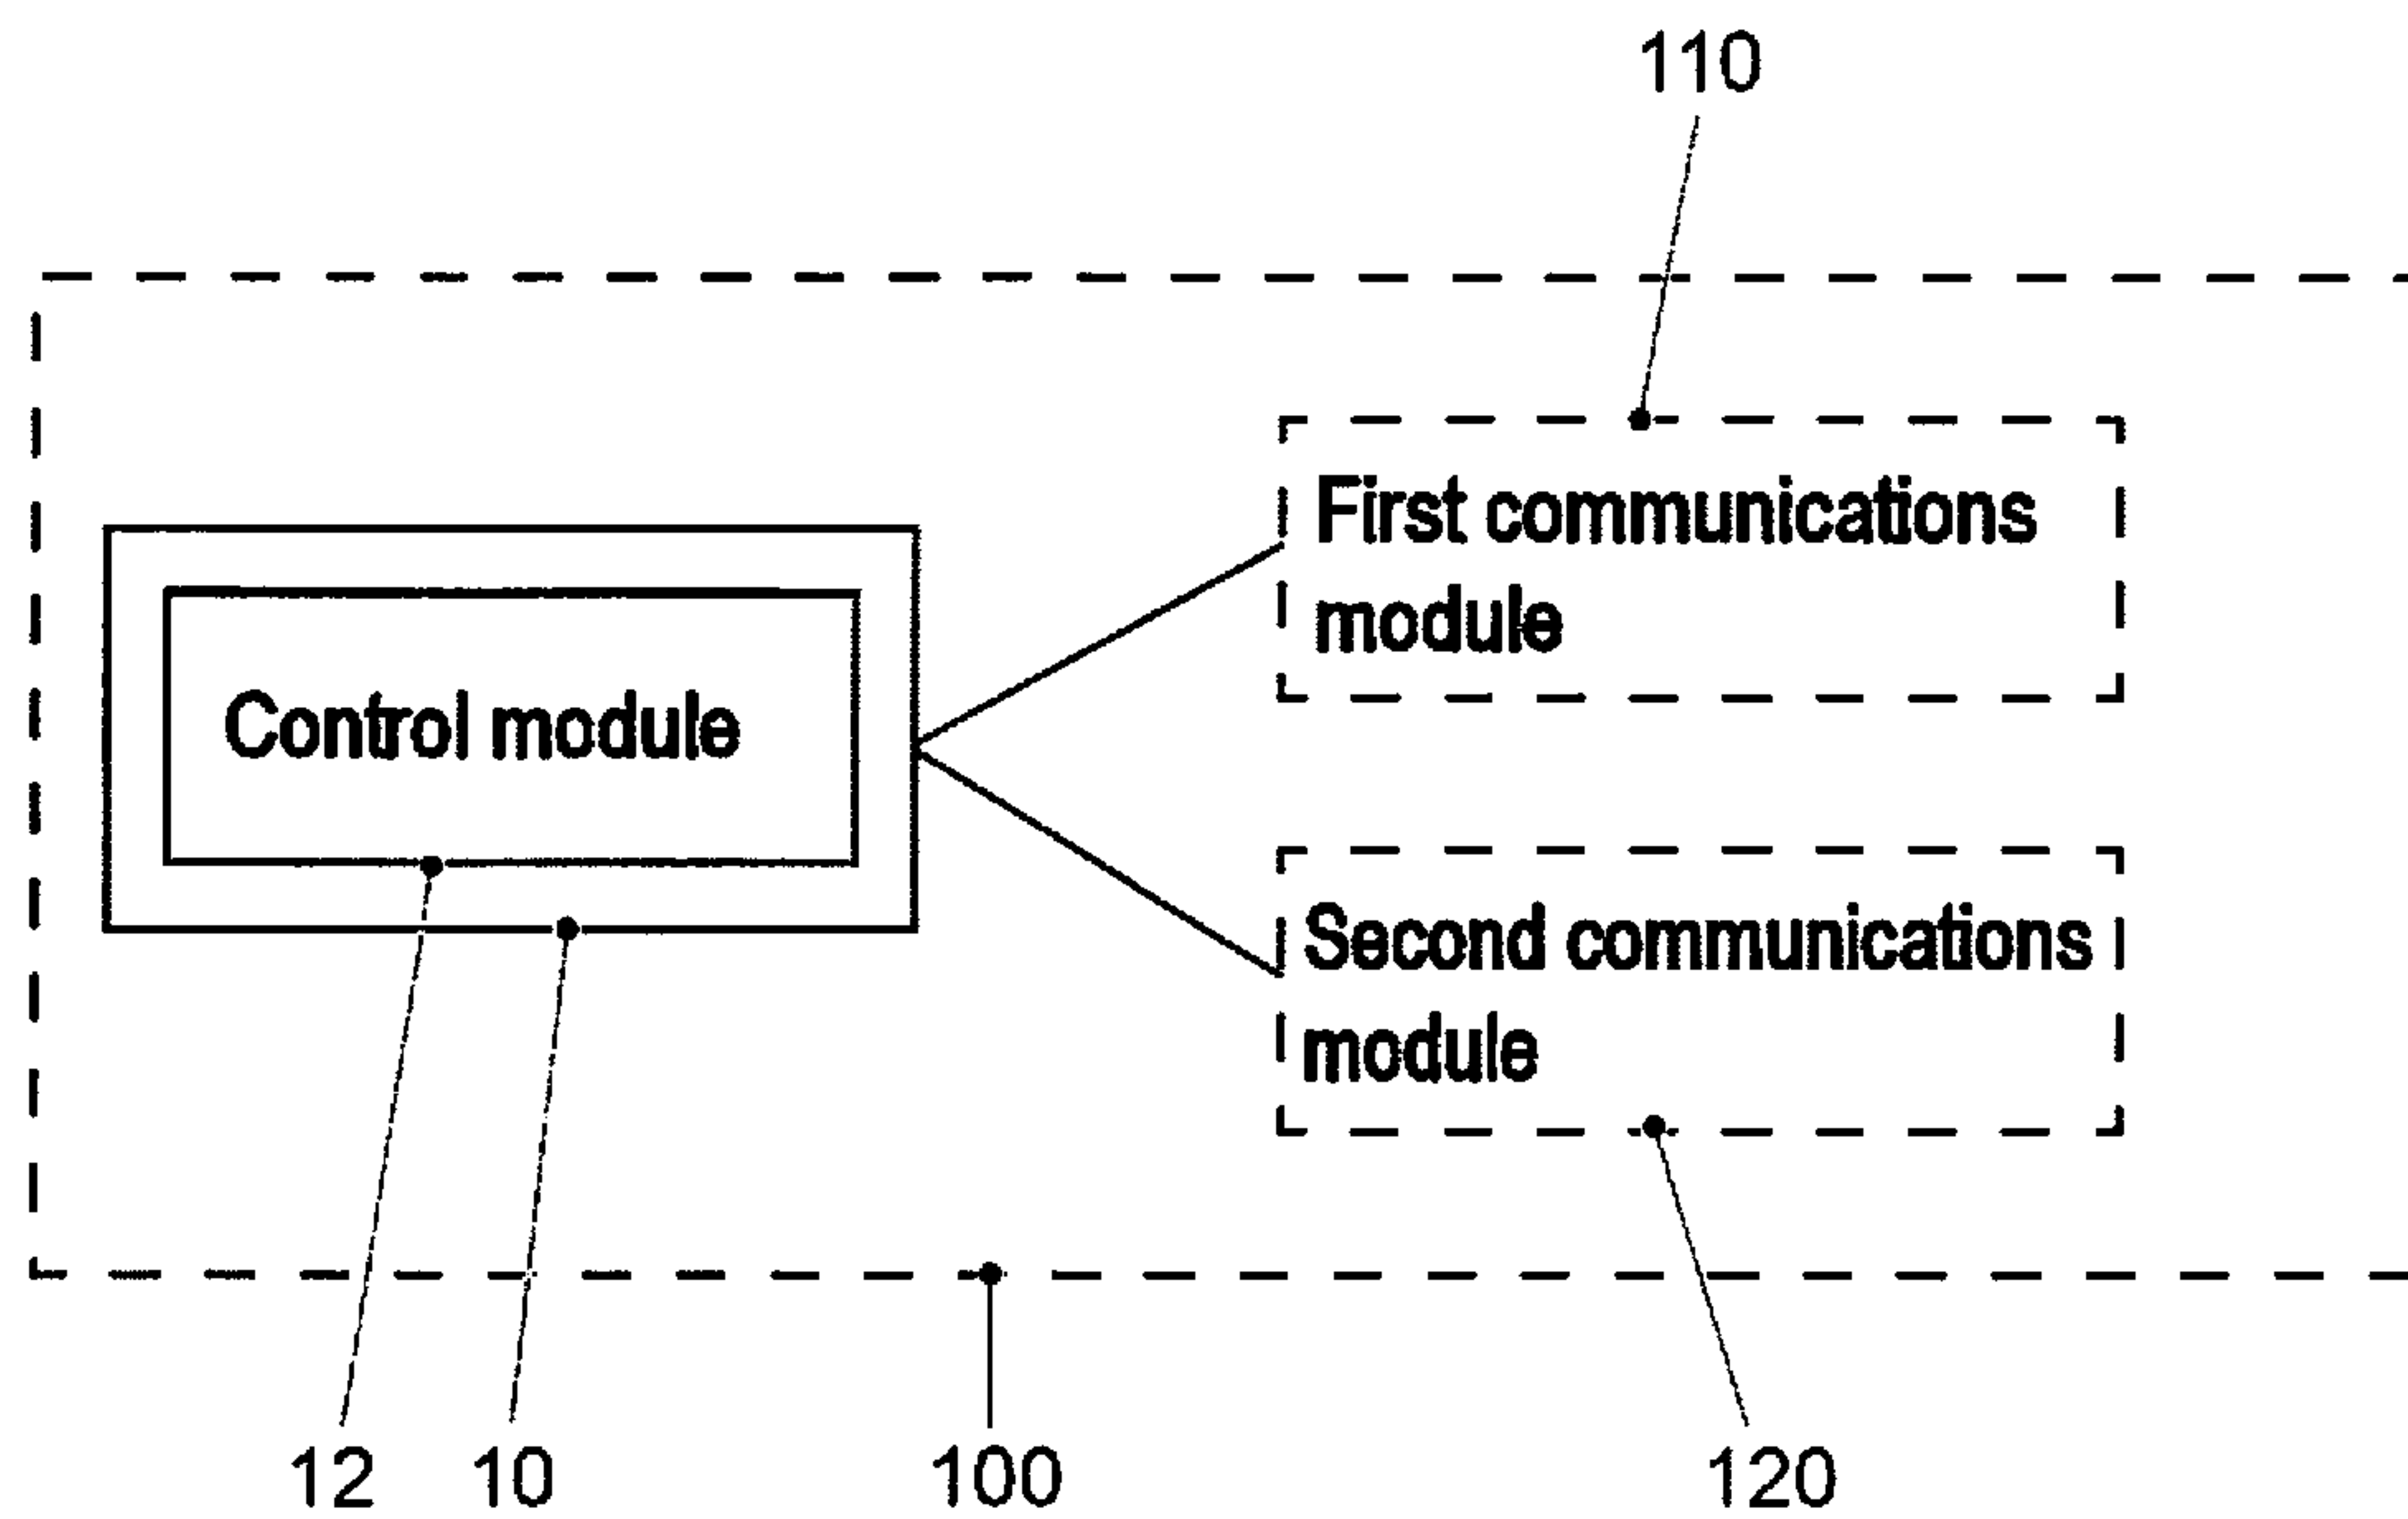 110
First communications
module
Control module
Second communications
module
12
10
100
120